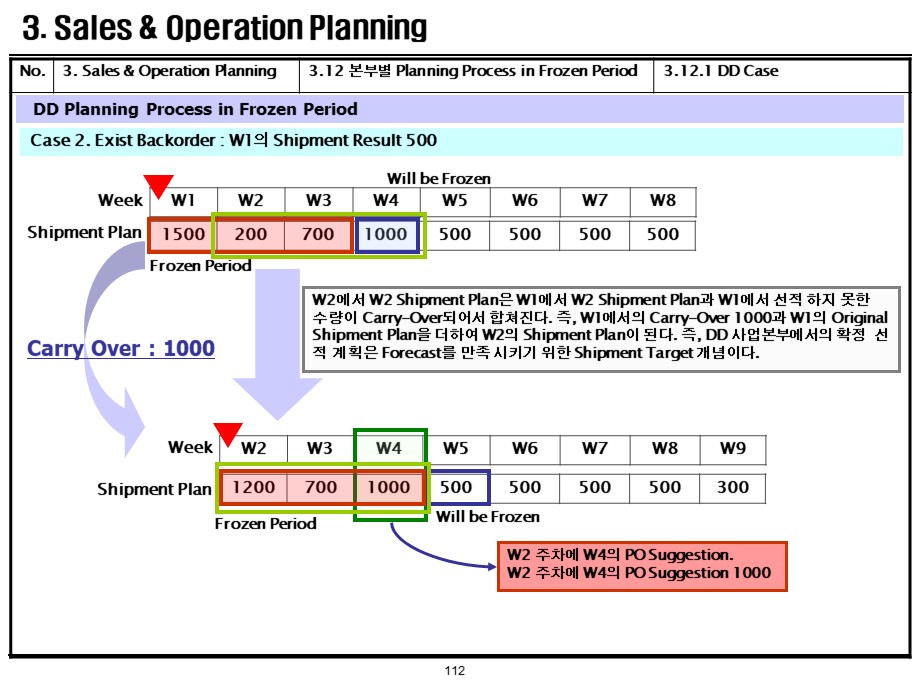 3. Sales & Operation Planning
No. 3. Sales & Operation Planning 3.12 본부별 Planning Process in Frozen Period 3.12.1 DD Case
DD Planning Process in Frozen Period
Case 2. Exist Backorder : W1의 Shipment Result 500
Will be Frozen
Week W1 W2 W3 W4 W5 W6 W7 W8
Shipment Plan 1500 200 700 1000 500 500 500 500
Frozen Period
W2에서 W2 Shipment Plan은 W1에서 W2 Shipment Plan과 W1에서 선적 하지 못한
수량이 Carry-Over되어서 합쳐진다. 즉, W1에서의 Carry-Over 1000과 W1의 Original
Shipment Plan을 더하여 W2의 Shipment Plan이 된다. 즉, DD 사업본부에서의 확정 선
적 계획은 Forecast를 만족 시키기 위한 Shipment Target 개념이다.
Carry Over : 1000
Week W2 W3 W4 W5 W6 W7 W8 W9
Shipment Plan 1200 700 1000 500 500 500 500 300
Frozen Period
Will be Frozen
W2 주차에 W4의 PO Suggestion.
W2 주차에 W4의 PO Suggestion 1000
112